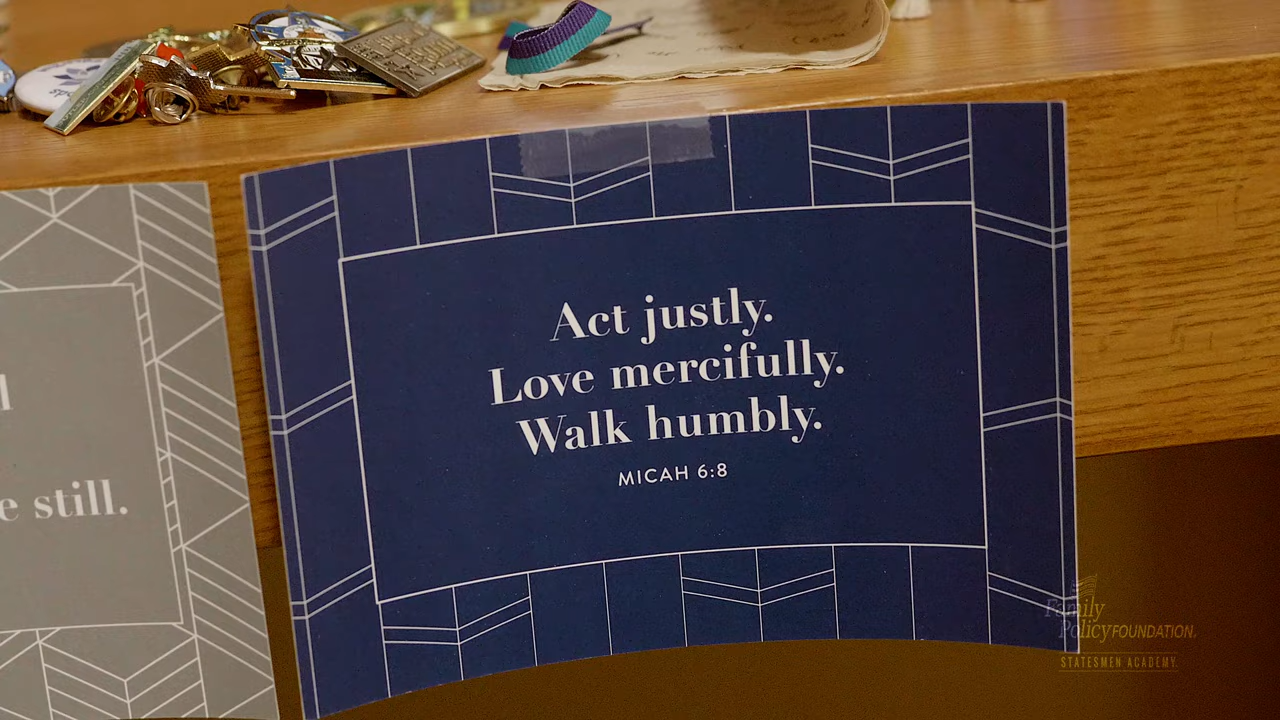 e still.
Act justly.
Love mercifully.
Walk humbly.
MICAH 6:8
Family
Policy FOUNDATION.
STATESMEN ACADEMY.